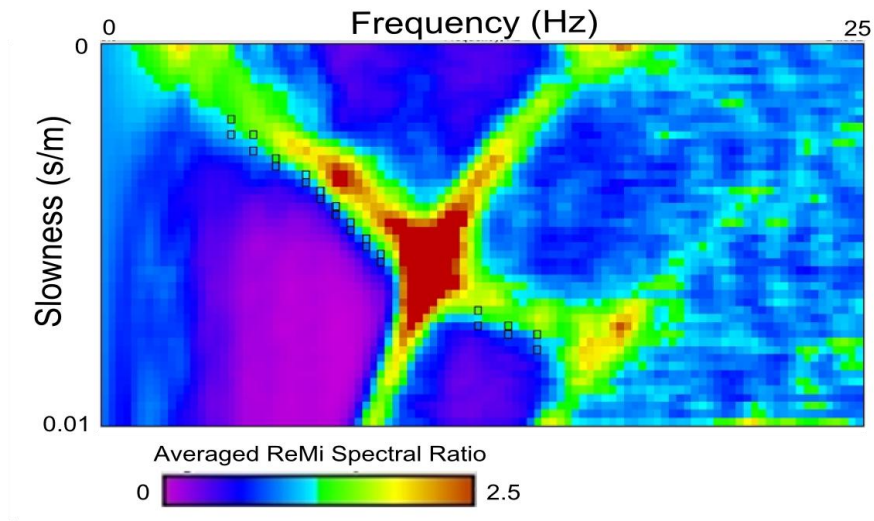 Frequency (Hz)
0
25
0
Slowness (s/m)
0.01
Averaged ReMi Spectral Ratio
0
2.5